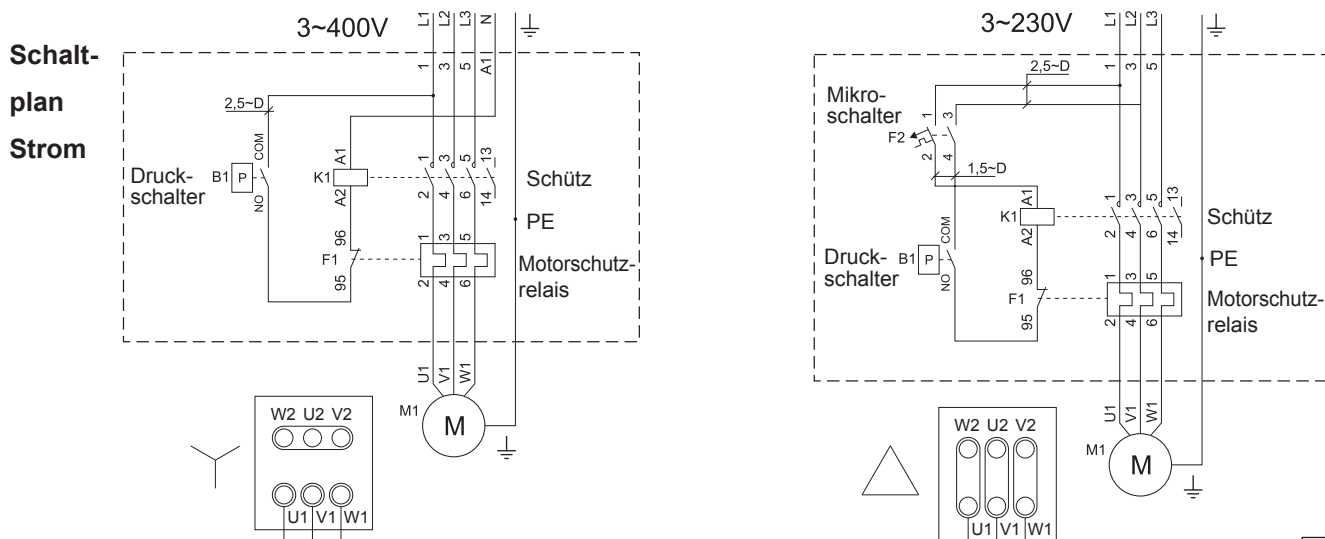 Schalt-
plan
Strom
3~400V
L1 L2 L3 N
1 3 5 A1
2,5~D
COM
Druck-
schalter
B1 P
NO
A1
K1
A2
1 3 5 13
2 4 6 14
Schütz
PE
96
F1
95
1 3 5
2 4 6
Motorschutz-
relais
U1 V1 W1
M1 M
W2 U2 V2
U1 V1 W1
3~230V
L1 L2 L3
1 3 5
2,5~D
Mikro-
schalter
1 3
F2
2 4
1,5~D
COM
Druck-
schalter
B1 P
NO
A1
K1
A2
1 3 5 13
2 4 6 14
Schütz
PE
96
F1
95
1 3 5
2 4 6
Motorschutz-
relais
U1 V1 W1
M1 M
W2 U2 V2
U1 V1 W1